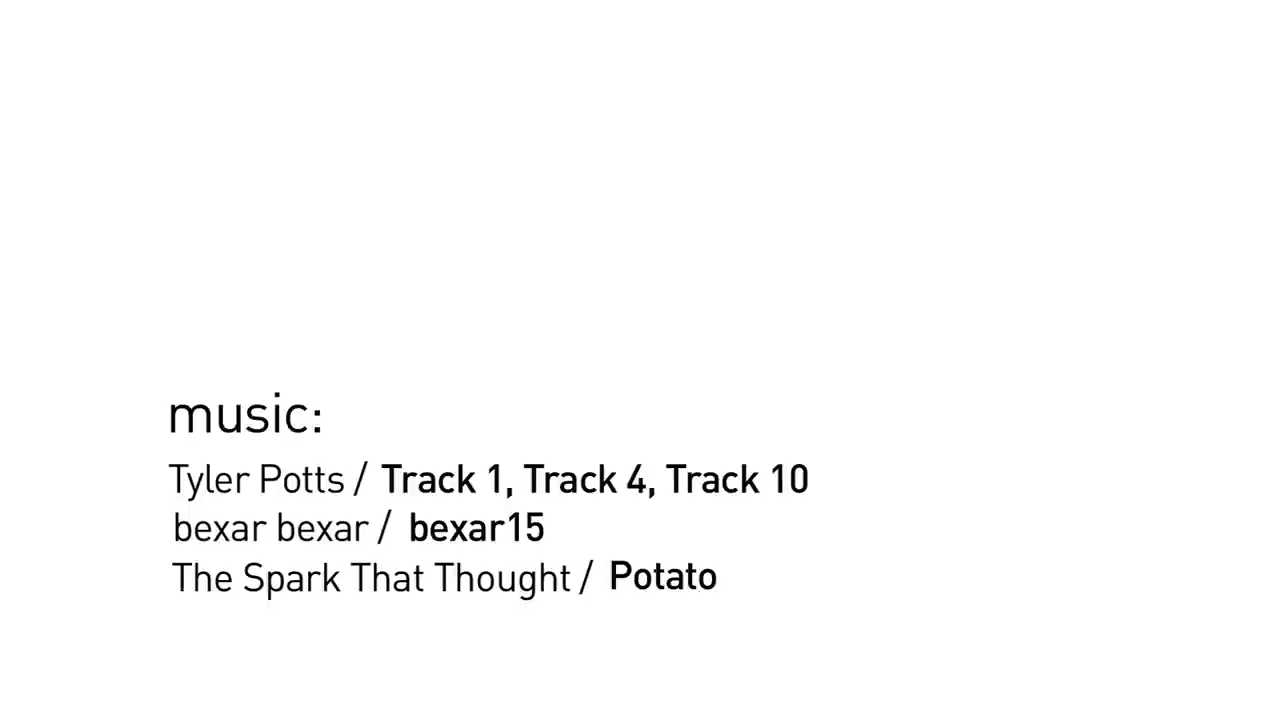 music:
Tyler Potts / Track 1, Track 4, Track 10
bexar bexar / bexar15
The Spark That Thought / Potato